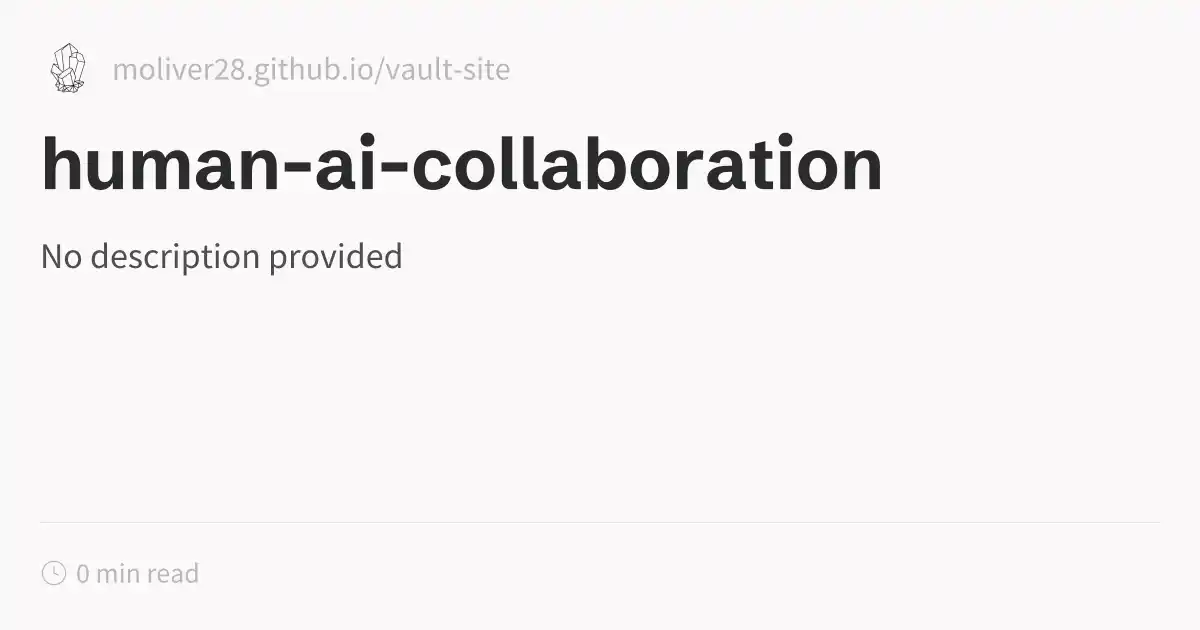 moliver28.github.io/vault-site
human-ai-collaboration
No description provided
0 min read